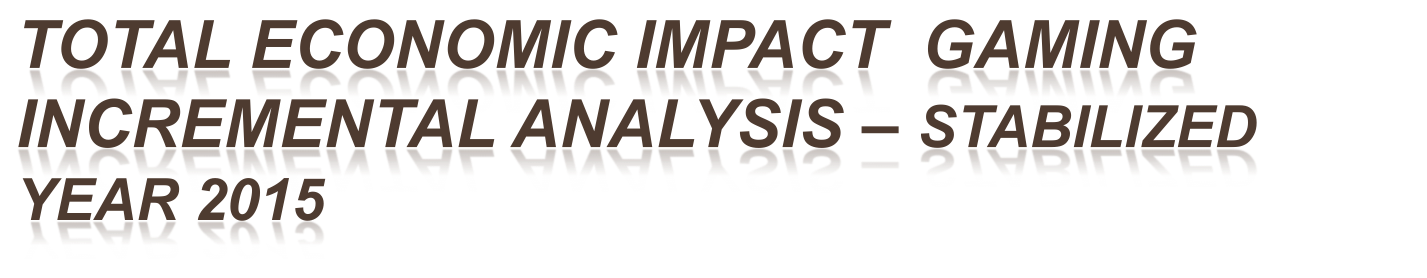 TOTAL ECONOMIC IMPACT  GAMING
INCREMENTAL ANALYSIS – STABILIZED
YEAR 2015